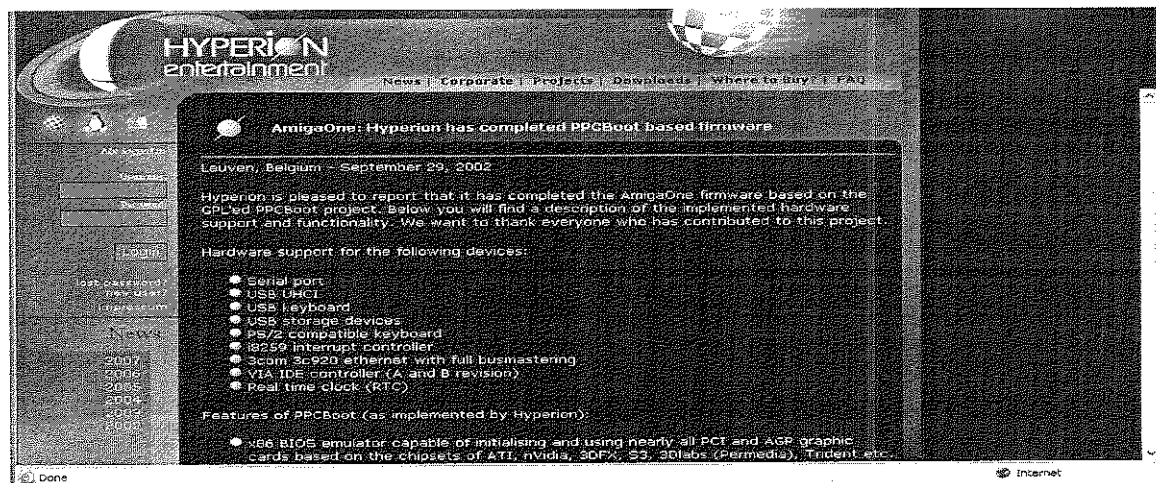 HYPERION
entertainment
News | Corporate | Projects | Downloads | Where to Buy? | FAQ
AmigaOne: Hyperion has completed PPCBoot based firmware
Leuven, Belgium - September 29, 2002
Hyperion is pleased to report that it has completed the AmigaOne firmware based on the
GPL'ed PPCBoot project. Below you will find a description of the implemented hardware
support and functionality. We want to thank everyone who has contributed to this project.
Login
lost password?
new user?
impressum
Hardware support for the following devices:
Serial port
USB UHCI
USB keyboard
USB storage devices
PS/2 compatible keyboard
i8259 interrupt controller
3com 3c920 ethernet with full busmastering
VIA IDE controller (A and B revision)
Real time clock (RTC)
News
2007
2006
2005
2004
2003
2002
Features of PPCBoot (as implemented by Hyperion):
x86 BIOS emulator capable of initialising and using nearly all PCI and AGP graphic
cards based on the chipsets of ATI, nVidia, 3DFX, S3, 3Dlabs (Permedia), Trident etc.
Done
Internet